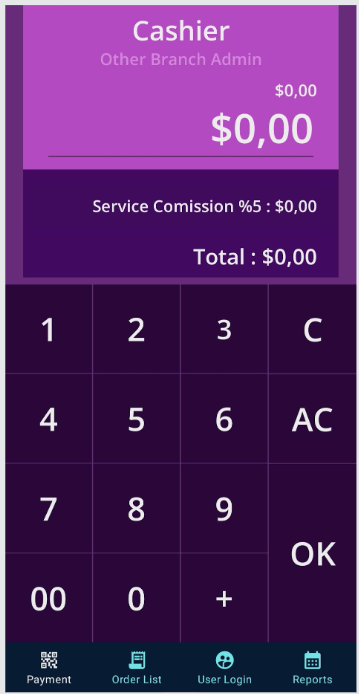 Cashier
Other Branch Admin
$0,00
$0,00
Service Comission %5 : $0,00
Total : $0,00
1 2 3 C
4 5 6 AC
7 8 9
OK
00 0 +
Payment Order List User Login Reports